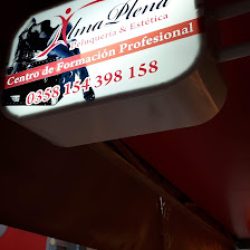 Alma Plena
Peluquería & Estética
Centro de Formación Profesional
0358 154 398 158